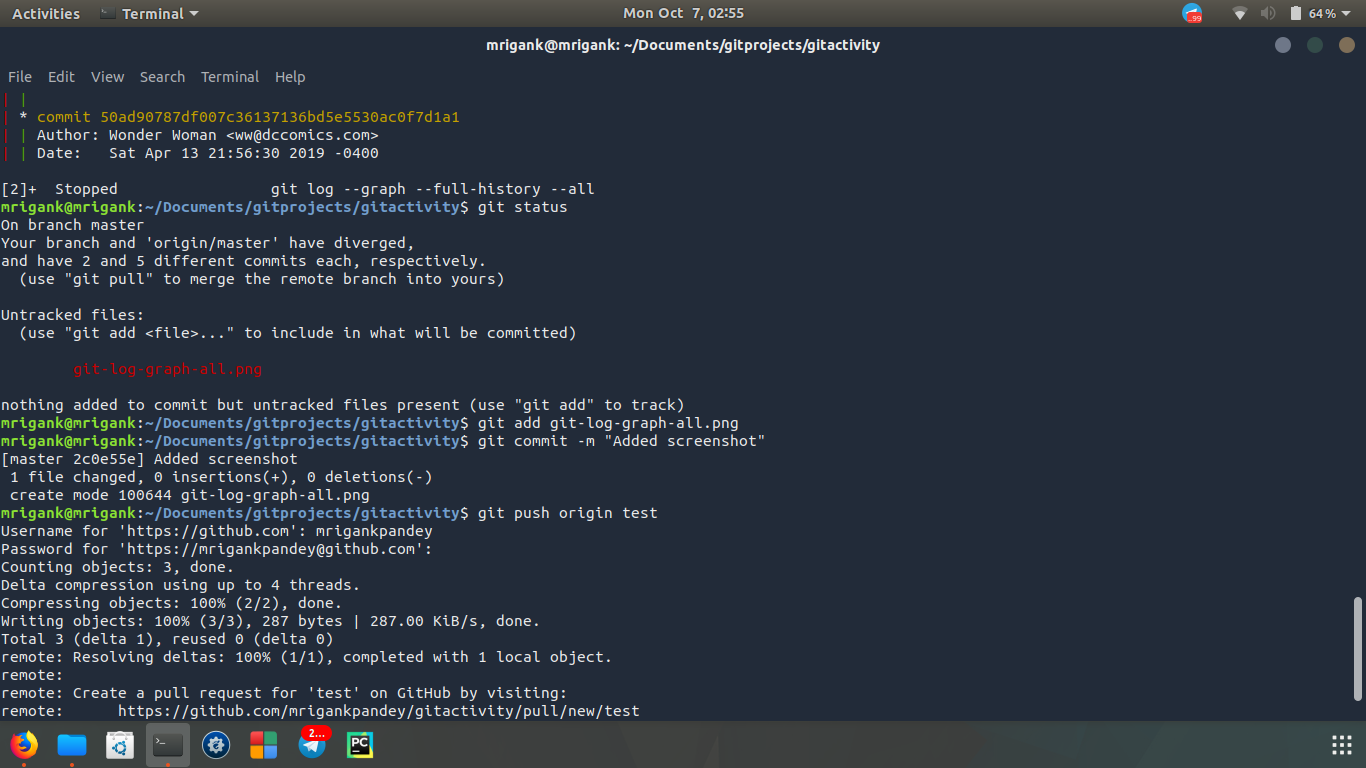 Activities Terminal Mon Oct 7, 02:55 64%
mrigank@mrigank: ~/Documents/gitprojects/gitactivity
File Edit View Search Terminal Help
| |
| * commit 50ad90787df007c36137136bd5e5530ac0f7d1a1
| | Author: Wonder Woman <ww@dccomics.com>
| | Date:   Sat Apr 13 21:56:30 2019 -0400
[2]+  Stopped                 git log --graph --full-history --all
mrigank@mrigank:~/Documents/gitprojects/gitactivity$ git status
On branch master
Your branch and 'origin/master' have diverged,
and have 2 and 5 different commits each, respectively.
  (use "git pull" to merge the remote branch into yours)
Untracked files:
  (use "git add <file>..." to include in what will be committed)
        git-log-graph-all.png
nothing added to commit but untracked files present (use "git add" to track)
mrigank@mrigank:~/Documents/gitprojects/gitactivity$ git add git-log-graph-all.png
mrigank@mrigank:~/Documents/gitprojects/gitactivity$ git commit -m "Added screenshot"
[master 2c0e55e] Added screenshot
 1 file changed, 0 insertions(+), 0 deletions(-)
 create mode 100644 git-log-graph-all.png
mrigank@mrigank:~/Documents/gitprojects/gitactivity$ git push origin test
Username for 'https://github.com': mrigankpandey
Password for 'https://mrigankpandey@github.com':
Counting objects: 3, done.
Delta compression using up to 4 threads.
Compressing objects: 100% (2/2), done.
Writing objects: 100% (3/3), 287 bytes | 287.00 KiB/s, done.
Total 3 (delta 1), reused 0 (delta 0)
remote: Resolving deltas: 100% (1/1), completed with 1 local object.
remote:
remote: Create a pull request for 'test' on GitHub by visiting:
remote:      https://github.com/mrigankpandey/gitactivity/pull/new/test
2... PC